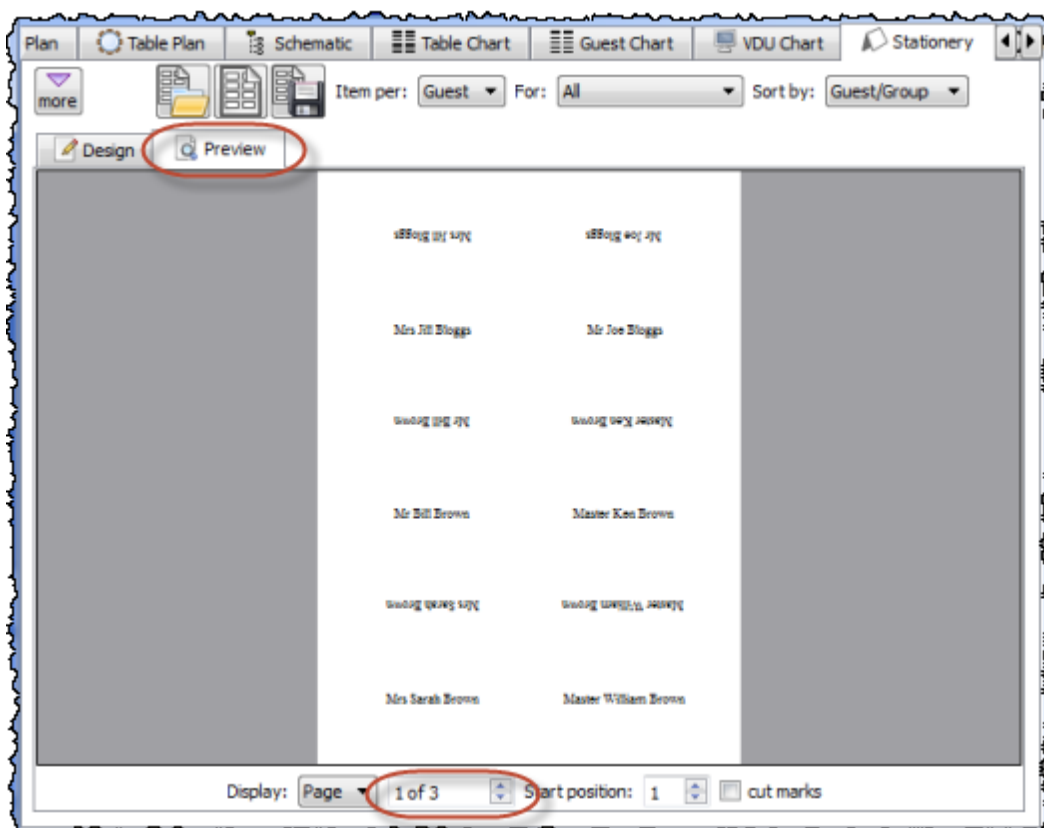 Plan Table Plan Schematic Table Chart Guest Chart VDU Chart Stationery
more Item per: Guest For: All Sort by: Guest/Group
Design Preview
Mrs Jill Bloggs Mr Joe Bloggs
Mrs Jill Bloggs Mr Joe Bloggs
Mr Bill Brown Master Ken Brown
Mr Bill Brown Master Ken Brown
Mrs Sarah Brown Master William Brown
Mrs Sarah Brown Master William Brown
Display: Page 1 of 3 Start position: 1 cut marks